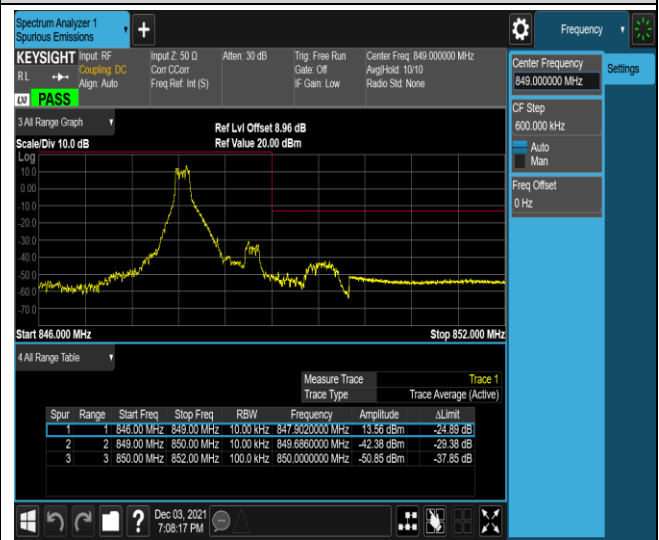 Spectrum Analyzer 1
Spurious Emissions
+
Frequency
KEYSIGHT Input: RF Input Z: 50 Ω Atten: 30 dB Trig: Free Run Center Freq: 849.000000 MHz
RL Coupling: DC Corr CCorr Gate: Off Avg|Hold: 10/10
Align: Auto Freq Ref: Int (S) IF Gain: Low Radio Std: None
LXI PASS
Center Frequency
849.000000 MHz
Settings
CF Step
600.000 kHz
Auto
Man
Freq Offset
0 Hz
3 All Range Graph
Ref Lvl Offset 8.96 dB
Scale/Div 10.0 dB Ref Value 20.00 dBm
Log
10.0
0.00
-10.0
-20.0
-30.0
-40.0
-50.0
-60.0
-70.0
Start 846.000 MHz Stop 852.000 MHz
4 All Range Table
Measure Trace Trace 1
Trace Type Trace Average (Active)
Spur Range Start Freq Stop Freq RBW Frequency Amplitude ΔLimit
1 1 846.00 MHz 849.00 MHz 10.00 kHz 847.9020000 MHz 13.56 dBm -24.89 dB
2 2 849.00 MHz 850.00 MHz 10.00 kHz 849.6860000 MHz -42.38 dBm -29.38 dB
3 3 850.00 MHz 852.00 MHz 100.0 kHz 850.0000000 MHz -50.85 dBm -37.85 dB
? Dec 03, 2021
7:08:17 PM